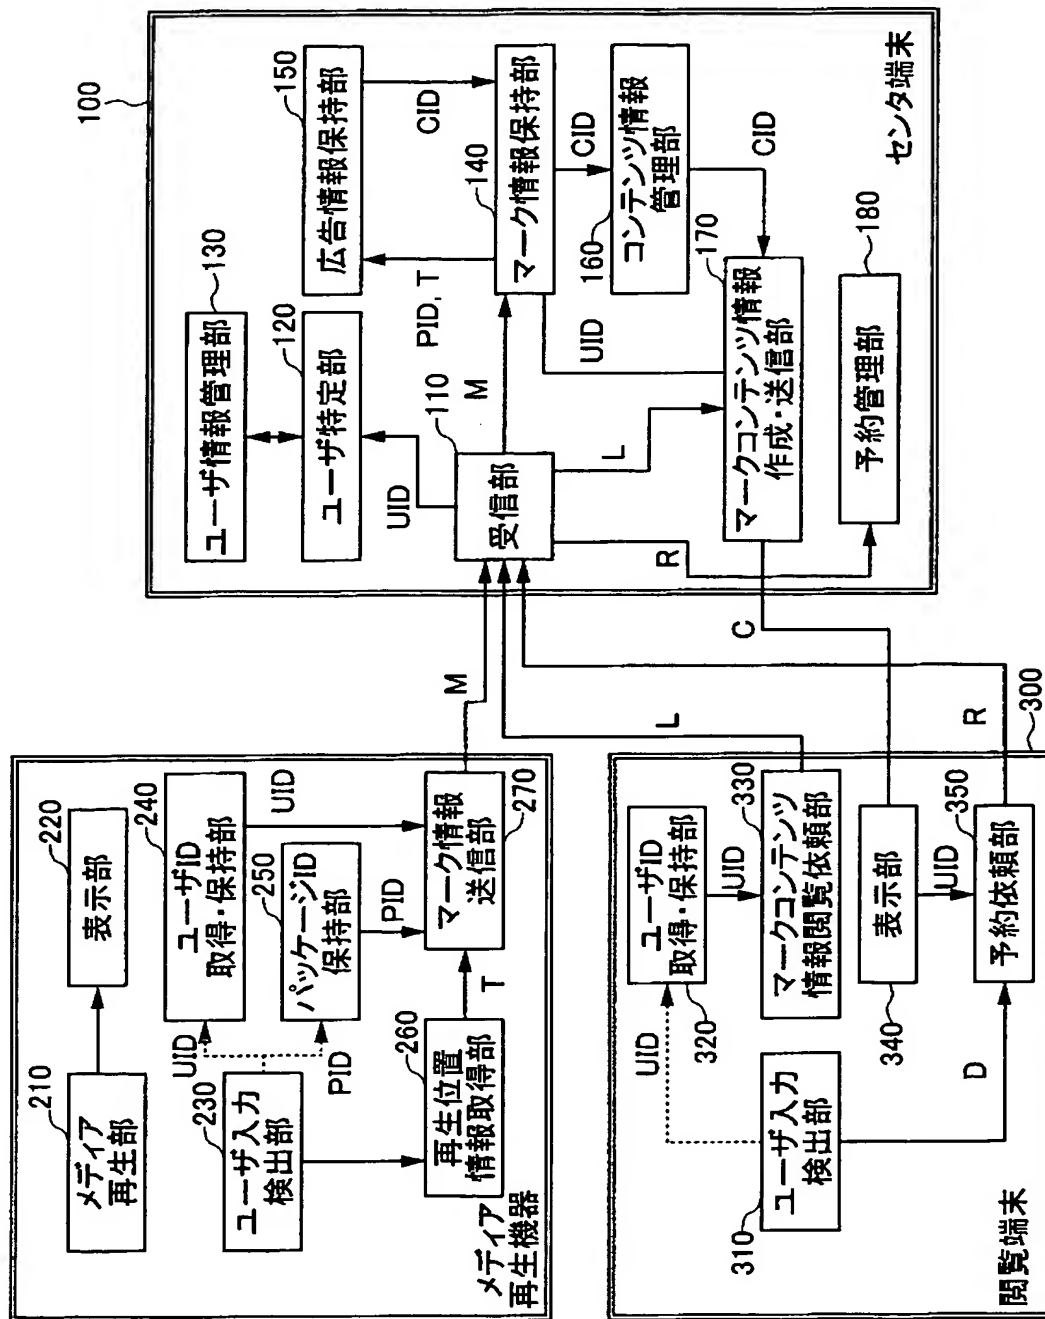 100
150
広告情報保持部
CID
140
マーク情報保持部
CID
160
コンテンツ情報
管理部
CID
センタ端末
130
ユーザ情報管理部
120
ユーザ特定部
UID
PID, T
110
受信部
M
UID
L
R
170
マークコンテンツ情報
作成・送信部
180
予約管理部
M
L
C
R
210
メディア
再生部
220
表示部
240
ユーザID
取得・保持部
UID
UID
230
ユーザ入力
検出部
PID
250
パッケージID
保持部
PID
260
再生位置
情報取得部
T
マーク情報
送信部
270
メディア
再生機器
300
310
ユーザ入力
検出部
UID
ユーザID
取得・保持部
320
UID
330
マークコンテンツ
情報閲覧依頼部
表示部
340
UID
350
予約依頼部
D
閲覧端末